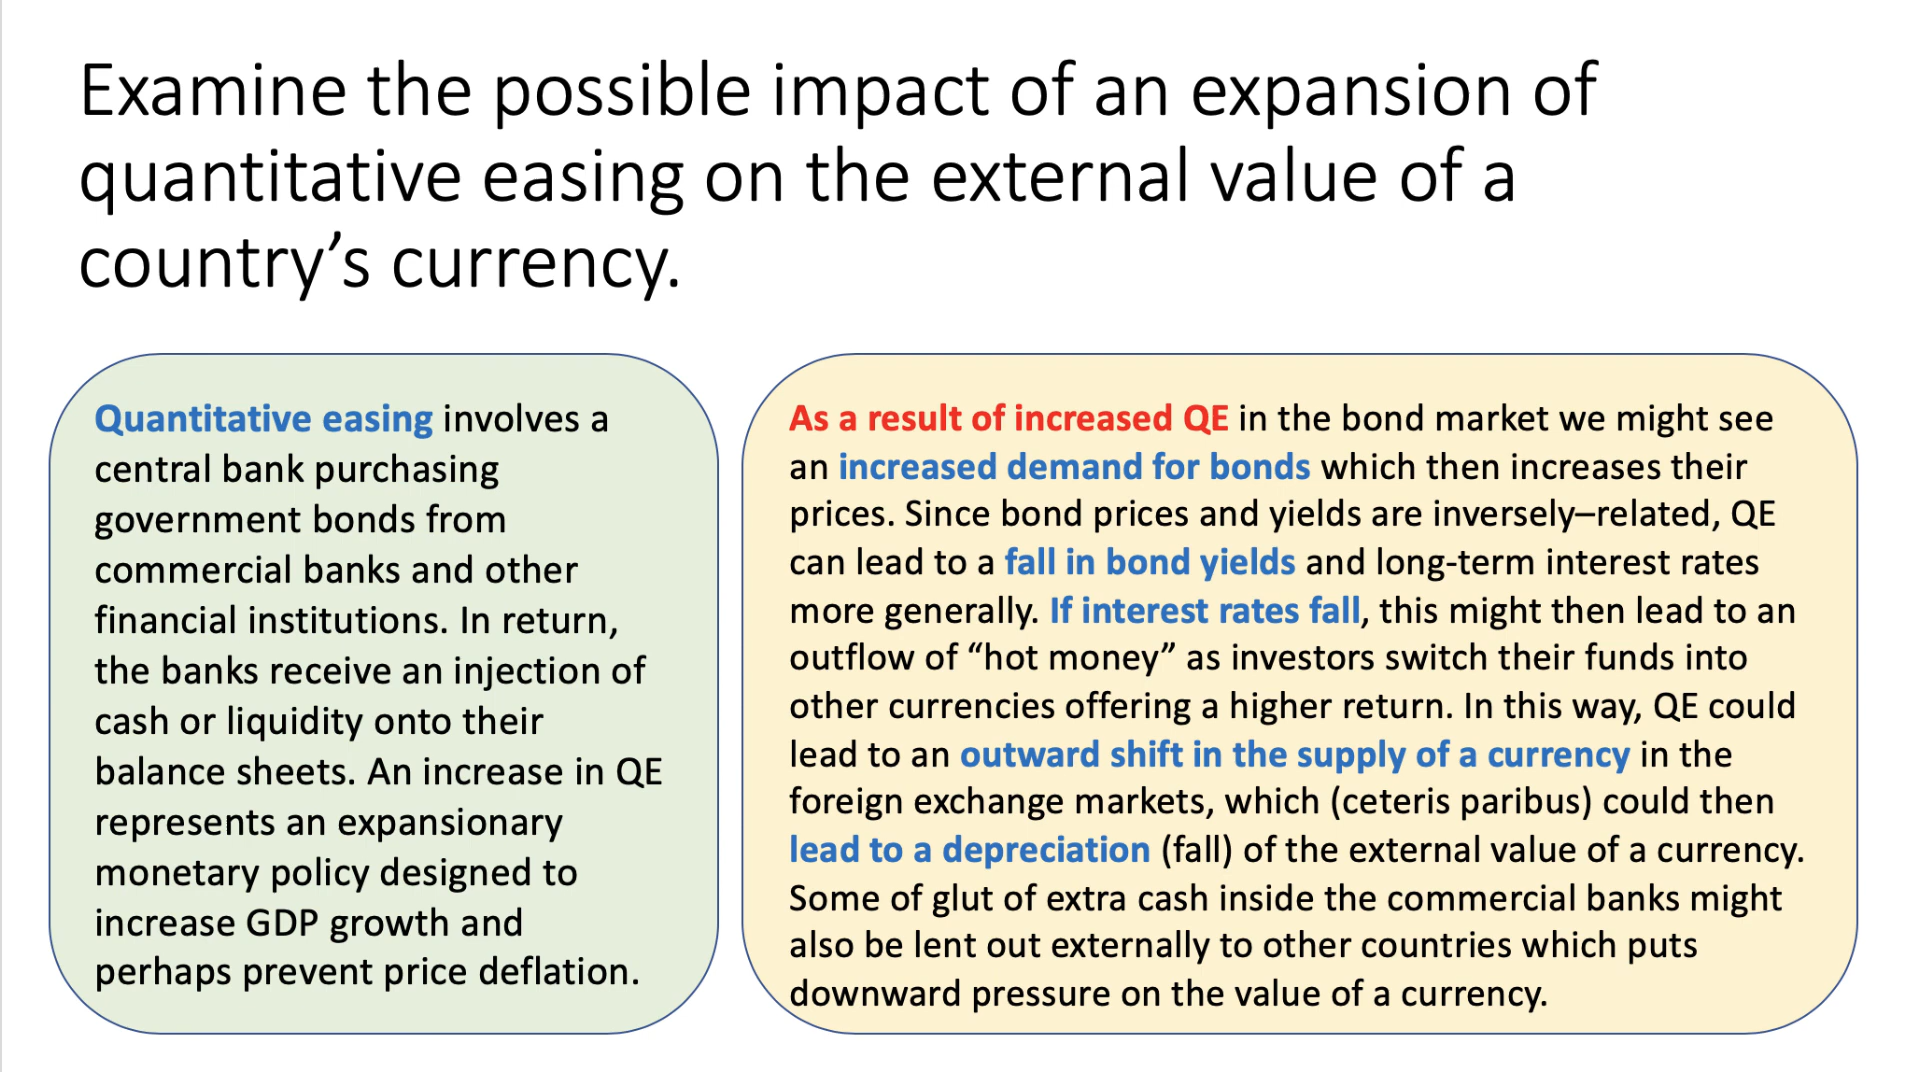 Examine the possible impact of an expansion of
quantitative easing on the external value of a
country’s currency.
Quantitative easing involves a
central bank purchasing
government bonds from
commercial banks and other
financial institutions. In return,
the banks receive an injection of
cash or liquidity onto their
balance sheets. An increase in QE
represents an expansionary
monetary policy designed to
increase GDP growth and
perhaps prevent price deflation.
As a result of increased QE in the bond market we might see
an increased demand for bonds which then increases their
prices. Since bond prices and yields are inversely–related, QE
can lead to a fall in bond yields and long-term interest rates
more generally. If interest rates fall, this might then lead to an
outflow of “hot money” as investors switch their funds into
other currencies offering a higher return. In this way, QE could
lead to an outward shift in the supply of a currency in the
foreign exchange markets, which (ceteris paribus) could then
lead to a depreciation (fall) of the external value of a currency.
Some of glut of extra cash inside the commercial banks might
also be lent out externally to other countries which puts
downward pressure on the value of a currency.